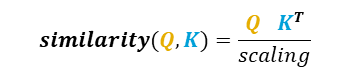 similarity(Q, K) = Q K^T / scaling